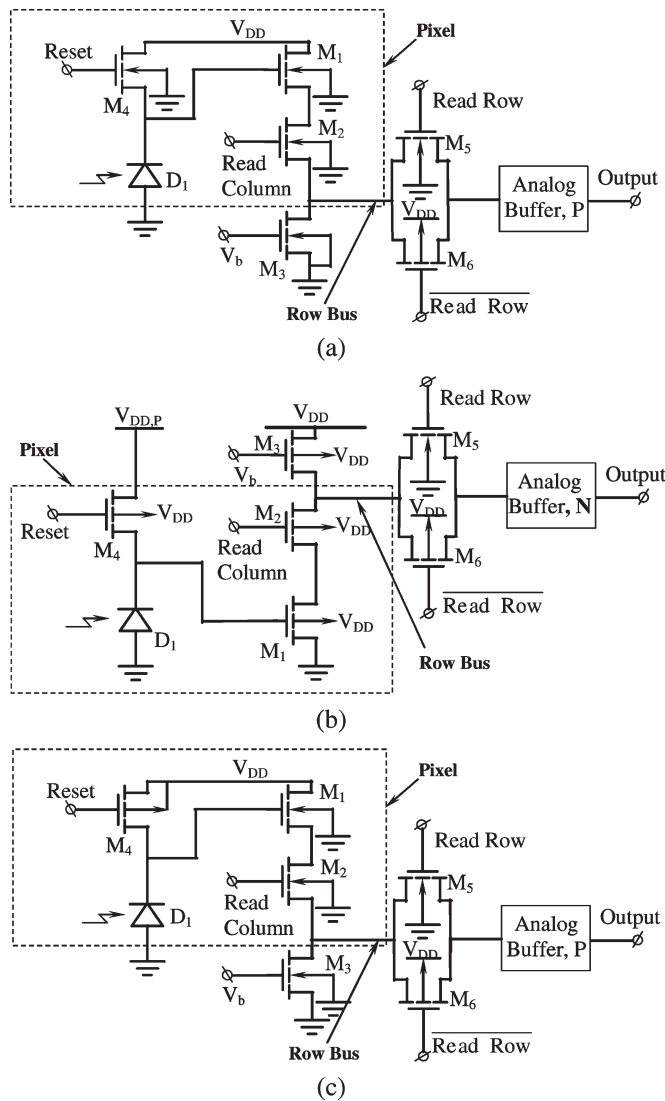 V_DD
Pixel
Reset
M_1
M_4
Read Row
M_2
M_5
Read
Column
D_1
Analog
Buffer, P
Output
V_DD
V_b
M_3
M_6
Row Bus
Read Row
(a)
V_DD,P
V_DD
Read Row
Pixel
M_3
V_DD
M_5
V_b
Analog
Buffer, N
Output
Reset
V_DD
M_2
V_DD
V_DD
M_4
Read
Column
M_6
D_1
V_DD
Read Row
M_1
Row Bus
(b)
V_DD
Pixel
Reset
M_1
M_4
Read Row
M_2
M_5
Read
Column
D_1
Analog
Buffer, P
Output
V_DD
M_3
V_b
M_6
Row Bus
Read Row
(c)